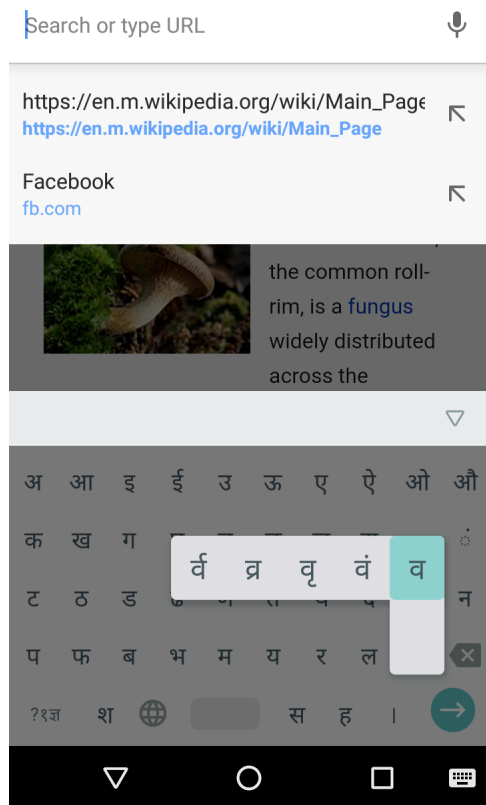 Search or type URL
https://en.m.wikipedia.org/wiki/Main_Page
https://en.m.wikipedia.org/wiki/Main_Page
Facebook
fb.com
the common roll-
rim, is a fungus
widely distributed
across the
अ आ इ ई उ ऊ ए ऐ ओ औ
क ख ग
र्व व्र वृ वं व
ट ठ ड न
प फ ब भ म य र ल
?१ज्ञ श स ह ।